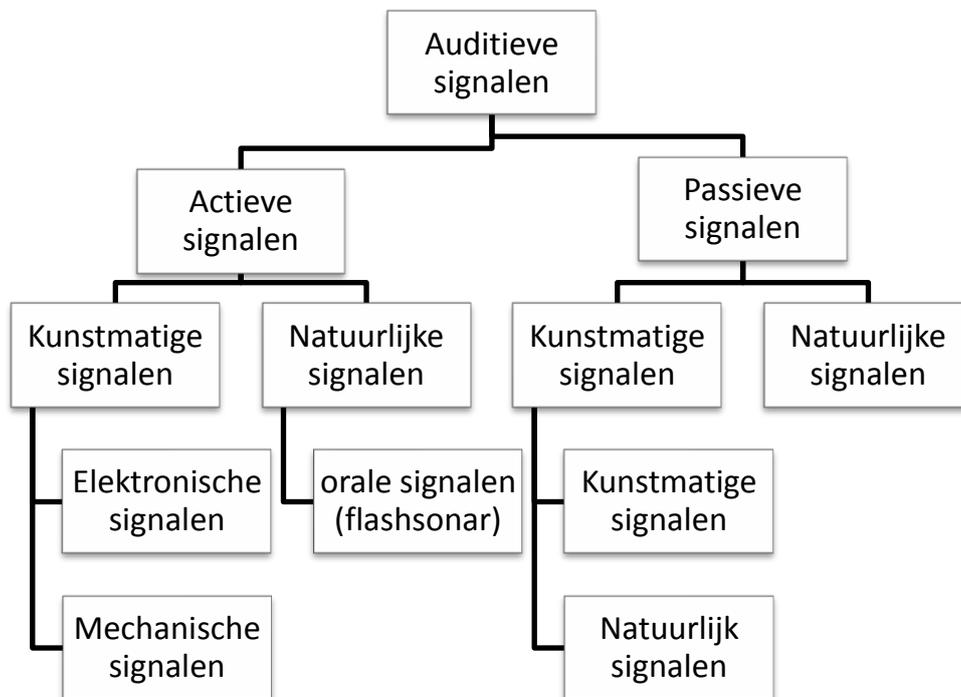 Auditieve
signalen
Actieve
signalen
Passieve
signalen
Kunstmatige
signalen
Natuurlijke
signalen
Kunstmatige
signalen
Natuurlijke
signalen
Elektronische
signalen
orale signalen
(flashsonar)
Kunstmatige
signalen
Mechanische
signalen
Natuurlijk
signalen